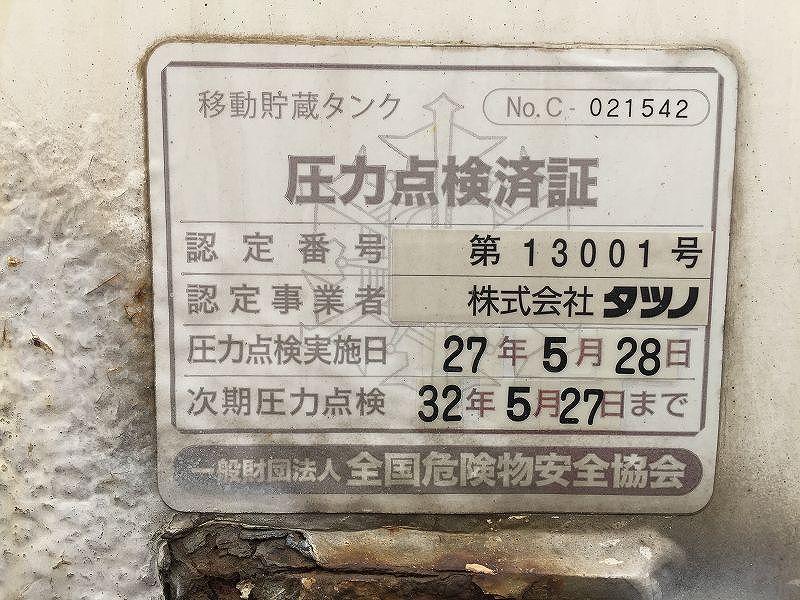 移動貯蔵タンク No.C- 021542
圧力点検済証
認定番号 第13001号
認定事業者 株式会社タツノ
圧力点検実施日 27年5月28日
次期圧力点検 32年5月27日まで
一般財団法人 全国危険物安全協会